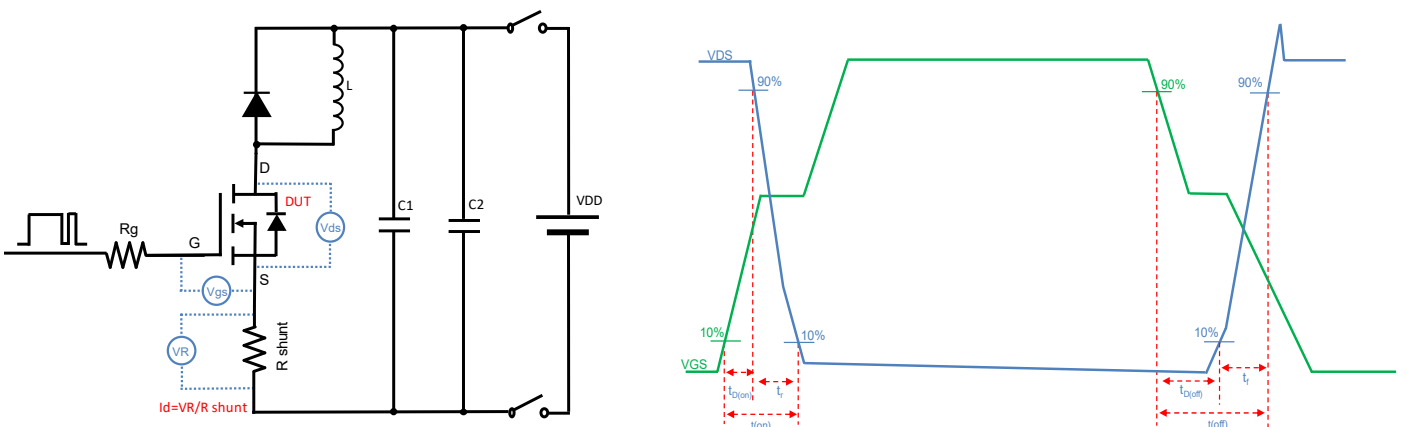 L
D
DUT
Vds
C1
C2
VDD
Rg
G
S
Vgs
VR
R shunt
Id=VR/R shunt
VDS
90%
90%
90%
10%
10%
10%
VGS
tD(on)
tr
t(on)
tD(off)
tf
t(off)